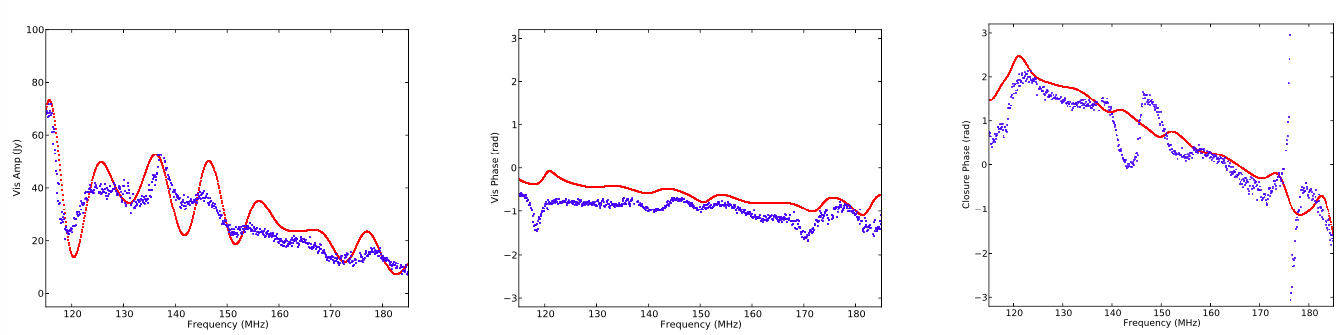 100
80
60
40
20
0
Vis Amp (Jy)
120 130 140 150 160 170 180
Frequency (MHz)
3
2
1
0
−1
−2
−3
Vis Phase (rad)
120 130 140 150 160 170 180
Frequency (MHz)
3
2
1
0
−1
−2
−3
Closure Phase (rad)
120 130 140 150 160 170 180
Frequency (MHz)